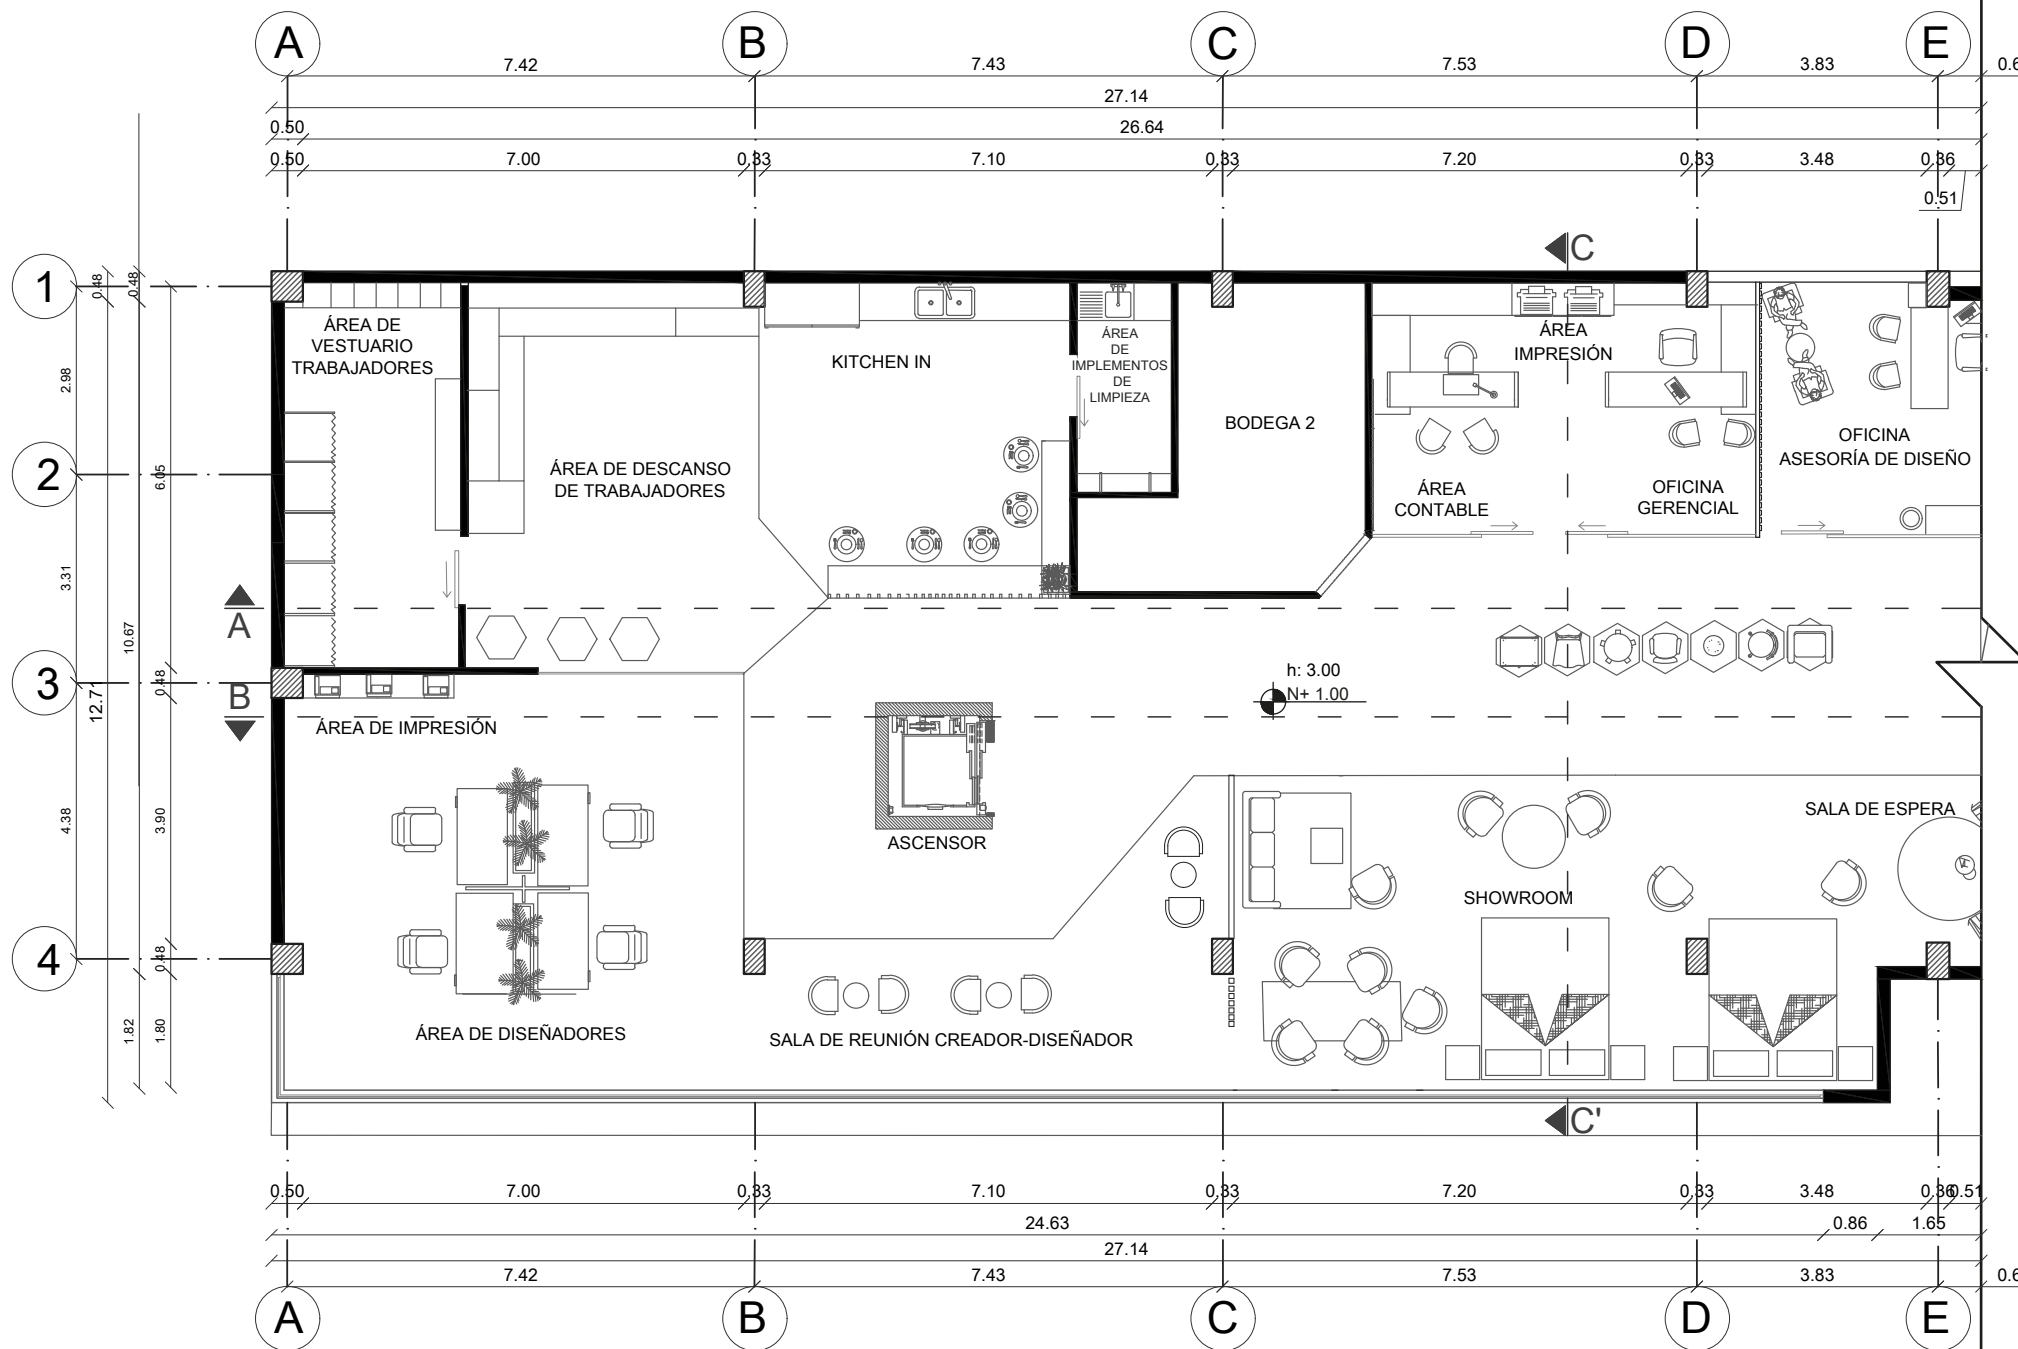 A B C D E
7.42 7.43 7.53 3.83
27.14
0.50 26.64
0.50 7.00 0.33 7.10 0.33 7.20 0.33 3.48 0.36
0.51
C
1
2
3
4
0.48 0.48
2.98
6.05
3.31
10.67
0.48
12.71
4.38
3.90
0.48
1.82
1.80
ÁREA DE
VESTUARIO
TRABAJADORES
KITCHEN IN
ÁREA
DE
IMPLEMENTOS
DE
LIMPIEZA
BODEGA 2
ÁREA
IMPRESIÓN
OFICINA
ASESORÍA DE DISEÑO
ÁREA DE DESCANSO
DE TRABAJADORES
ÁREA
CONTABLE
OFICINA
GERENCIAL
A
B
h: 3.00
N+ 1.00
ÁREA DE IMPRESIÓN
ASCENSOR
SALA DE ESPERA
SHOWROOM
ÁREA DE DISEÑADORES
SALA DE REUNIÓN CREADOR-DISEÑADOR
C'
0.50 7.00 0.33 7.10 0.33 7.20 0.33 3.48 0.36 0.51
24.63 0.86 1.65
27.14
7.42 7.43 7.53 3.83
A B C D E